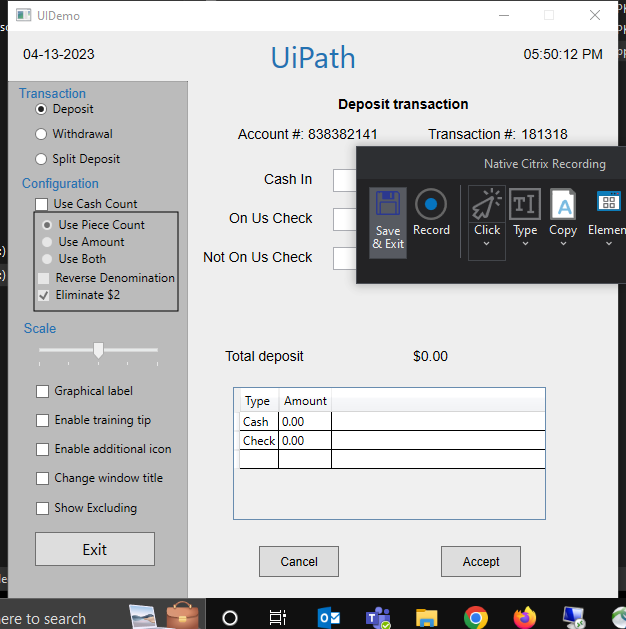 UIDemo
04-13-2023
UiPath
05:50:12 PM
Transaction
Deposit
Withdrawal
Split Deposit
Configuration
Use Cash Count
Use Piece Count
Use Amount
Use Both
Reverse Denomination
Eliminate $2
Scale
Graphical label
Enable training tip
Enable additional icon
Change window title
Show Excluding
Exit
Deposit transaction
Account #: 838382141 Transaction #: 181318
Cash In
On Us Check
Not On Us Check
Native Citrix Recording
Save & Exit
Record
Click
Type
Copy
Elemen
Total deposit $0.00
Type Amount
Cash 0.00
Check 0.00
Cancel
Accept
ere to search